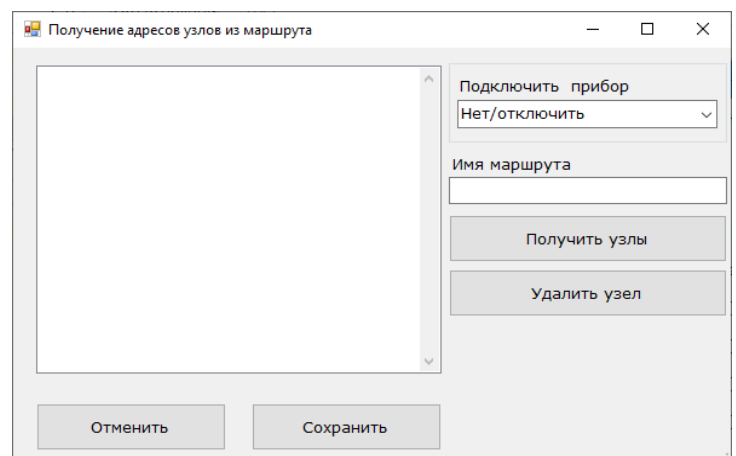 Получение адресов узлов из маршрута
Подключить прибор
Нет/отключить
Имя маршрута
Получить узлы
Удалить узел
Отменить
Сохранить